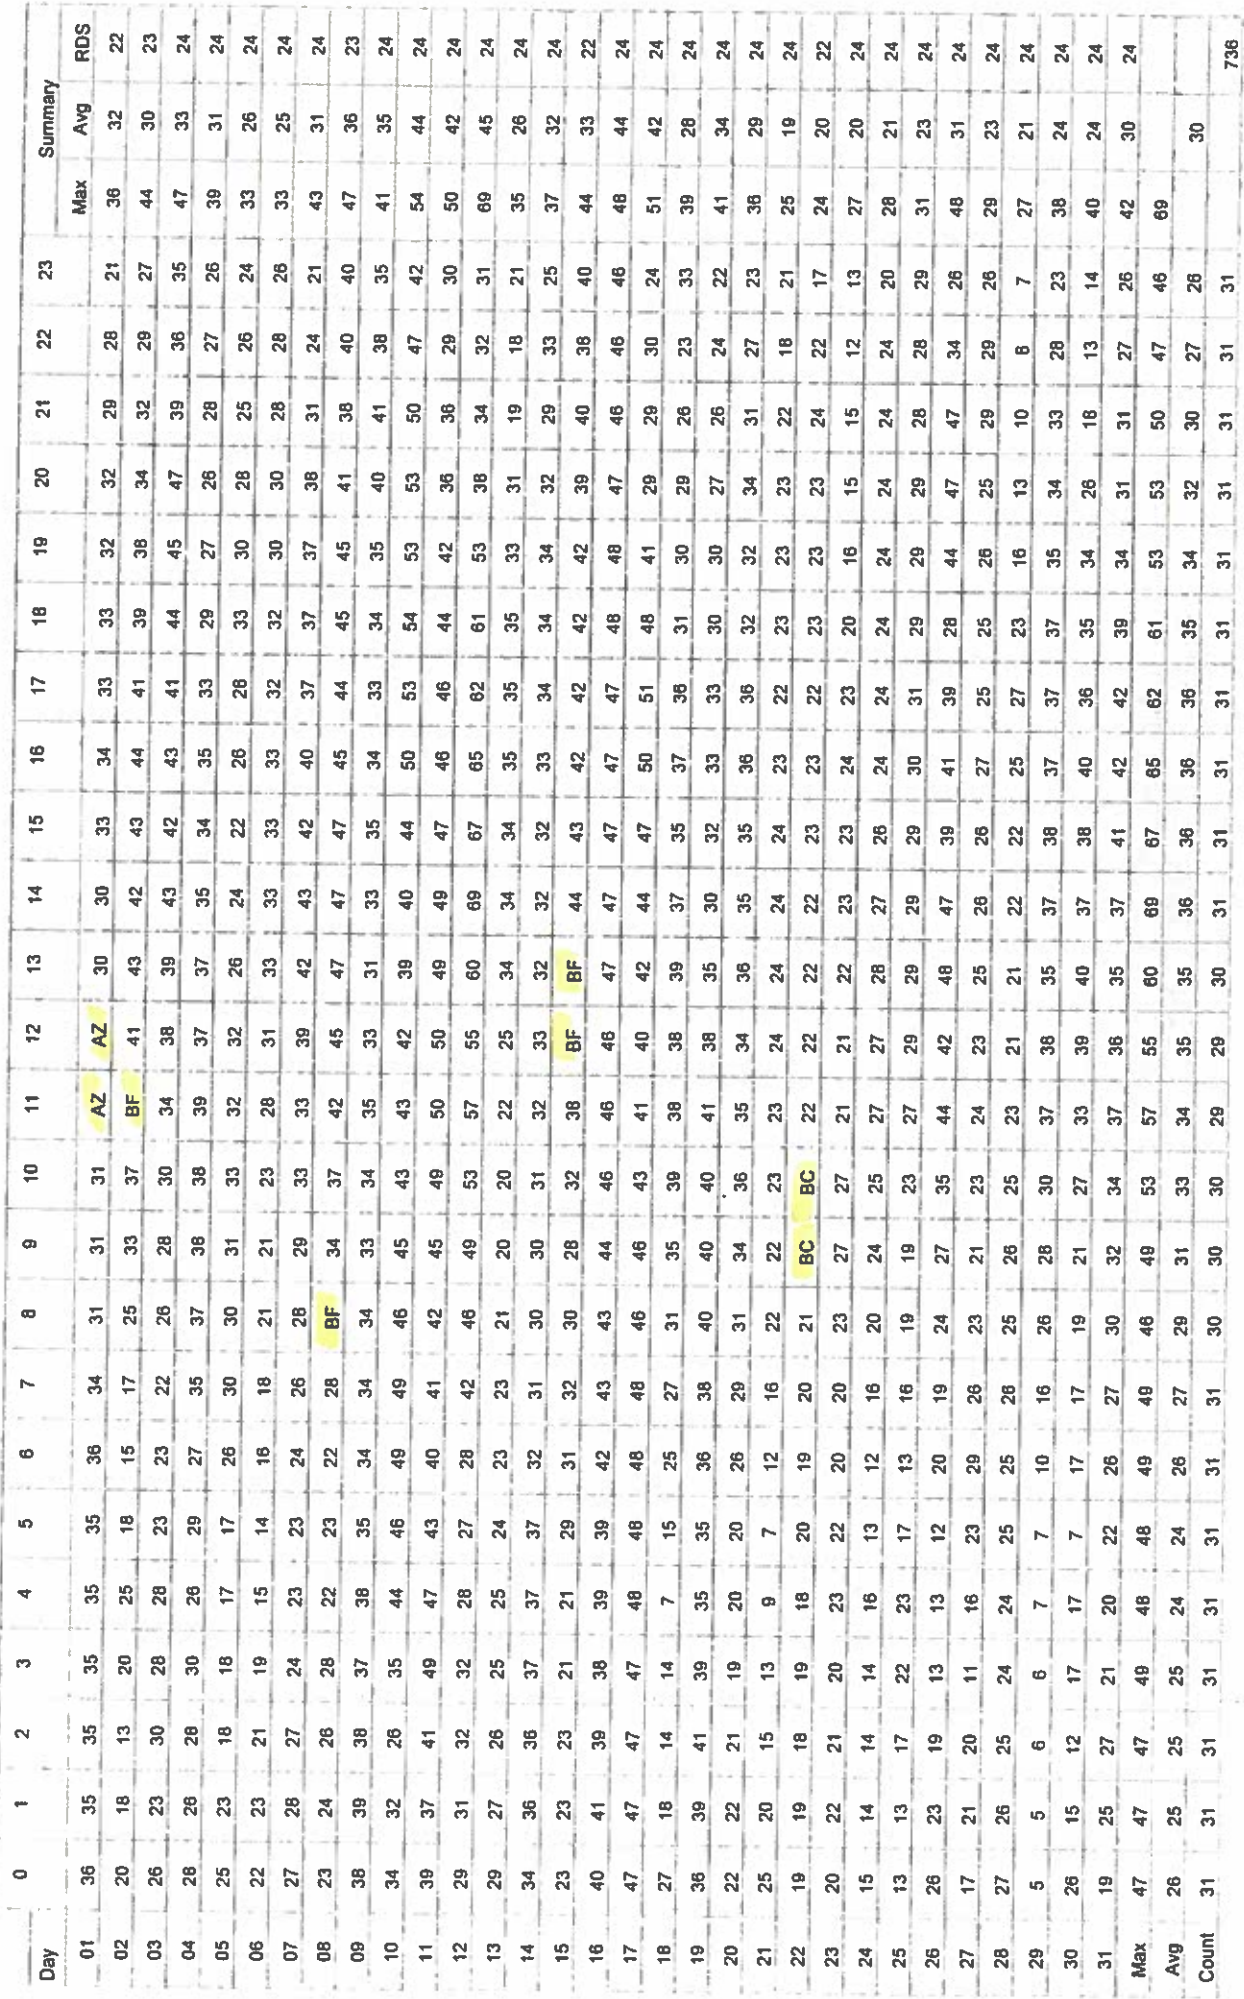 Summary
Day 0 1 2 3 4 5 6 7 8 9 10 11 12 13 14 15 16 17 18 19 20 21 22 23 Max Avg RDS
01 36 35 35 35 35 35 36 34 31 31 31 AZ AZ 30 30 33 34 33 33 32 32 29 28 21 36 32 22
02 20 18 13 20 25 18 15 17 25 33 37 BF 41 43 42 43 44 41 39 38 34 32 29 27 44 30 23
03 26 23 30 28 28 23 23 22 26 28 30 34 38 39 43 42 43 41 44 45 47 39 36 35 47 33 24
04 28 26 28 30 26 29 27 35 37 38 38 39 37 37 35 34 35 33 29 27 26 28 27 26 39 31 24
05 25 23 18 18 17 17 26 30 30 31 33 32 32 26 24 22 26 26 33 30 28 25 26 24 33 26 24
06 22 23 21 19 15 14 16 18 21 21 23 28 31 33 33 33 33 32 32 30 30 28 28 26 33 25 24
07 27 28 27 24 23 23 24 26 28 29 33 33 39 42 43 42 40 37 37 37 38 31 24 21 43 31 24
08 23 24 26 28 22 23 22 28 BF 34 37 42 45 47 47 47 45 44 45 45 41 38 40 40 47 36 23
09 38 39 38 37 38 35 34 34 34 33 34 35 33 31 33 35 34 33 34 35 40 41 38 35 41 35 24
10 34 32 26 35 44 46 49 49 46 45 43 43 42 39 40 44 50 53 54 53 53 50 47 42 54 44 24
11 39 37 41 49 47 43 40 41 42 45 49 50 50 49 49 47 46 46 44 42 36 36 29 30 50 42 24
12 29 31 32 32 28 27 28 42 46 49 53 57 55 60 69 67 65 62 61 53 38 34 32 31 69 45 24
13 29 27 26 25 25 24 23 23 21 20 20 22 25 34 34 34 35 35 35 33 31 19 18 21 35 26 24
14 34 36 36 37 37 37 32 31 30 30 31 32 33 32 32 32 33 34 34 34 32 29 33 25 37 32 24
15 23 23 23 21 21 29 31 32 30 28 32 38 BF BF 44 43 42 42 42 42 39 40 38 40 44 33 22
16 40 41 39 38 39 39 42 43 43 44 46 46 46 47 47 47 47 47 48 48 47 46 46 46 48 44 24
17 47 47 47 47 48 48 48 48 46 46 43 41 40 42 44 47 50 51 48 41 29 29 30 24 51 42 24
18 27 18 14 14 7 15 25 27 31 35 39 38 38 39 37 35 37 36 31 30 29 26 23 33 39 28 24
19 36 39 41 39 35 35 36 38 40 40 40 41 38 35 30 32 33 33 30 30 27 26 24 22 41 34 24
20 22 22 21 19 20 20 26 29 31 34 36 35 34 36 35 35 36 36 32 32 34 31 27 23 36 29 24
21 25 20 15 13 9 7 12 16 22 22 23 23 24 24 24 24 23 22 23 23 23 22 18 21 25 19 24
22 19 19 18 19 18 20 19 20 21 BC BC 22 22 22 22 23 23 22 23 23 23 24 22 17 24 20 22
23 20 22 21 20 23 22 20 20 23 27 27 21 21 22 23 23 24 23 20 16 15 15 12 13 27 20 24
24 15 14 14 14 16 13 12 16 20 24 25 27 27 28 27 26 24 24 24 24 24 24 24 20 28 21 24
25 13 13 17 22 23 17 13 16 19 19 23 27 29 29 29 29 30 31 29 29 29 28 28 29 31 23 24
26 26 23 19 13 13 12 20 19 24 27 35 44 42 48 47 39 41 39 28 44 47 47 34 26 48 31 24
27 17 21 20 11 16 23 29 26 23 21 23 24 23 25 26 26 27 25 25 26 25 29 29 26 29 23 24
28 27 26 25 24 24 25 25 28 25 26 25 23 21 21 22 22 25 27 23 16 13 10 8 7 27 21 24
29 5 5 6 6 7 7 10 16 26 28 30 37 36 35 37 38 37 37 37 35 34 33 28 23 38 24 24
30 26 15 12 17 17 7 17 17 19 21 27 33 39 40 37 38 40 36 35 34 26 18 13 14 40 24 24
31 19 25 27 21 20 22 26 27 30 32 34 37 36 35 37 41 42 42 39 34 31 31 27 26 42 30 24
Max 47 47 47 49 48 48 49 49 46 49 53 57 55 60 69 67 65 62 61 53 53 50 47 46 69
Avg 26 25 25 25 24 24 26 27 29 31 33 34 35 35 36 36 36 36 35 34 32 30 27 26 30
Count 31 31 31 31 31 31 31 31 30 30 30 29 29 30 31 31 31 31 31 31 31 31 31 31 736